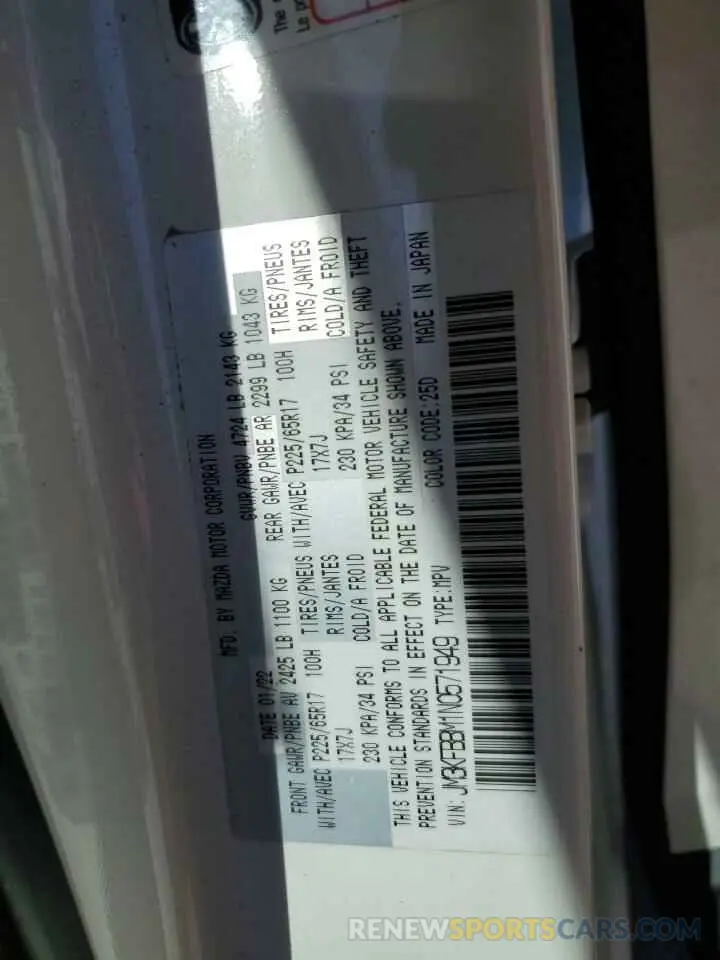 The
Le
MFD. BY MAZDA MOTOR CORPORATION
DATE 01/22 GVWR/PNBV 4724 LB 2143 KG
FRONT GAWR/PNBE AV 2425 LB 1100 KG REAR GAWR/PNBE AR 2299 LB 1043 KG
WITH/AVEC P225/65R17 100H TIRES/PNEUS WITH/AVEC P225/65R17 100H TIRES/PNEUS
17X7J RIMS/JANTES 17X7J RIMS/JANTES
230 KPA/34 PSI COLD/A FROID 230 KPA/34 PSI COLD/A FROID
THIS VEHICLE CONFORMS TO ALL APPLICABLE FEDERAL MOTOR VEHICLE SAFETY AND THEFT
PREVENTION STANDARDS IN EFFECT ON THE DATE OF MANUFACTURE SHOWN ABOVE.
VIN: JM3KFBBM1N0571949 TYPE:MPV COLOR CODE:25D MADE IN JAPAN
RENEWSPORTSCARS.COM